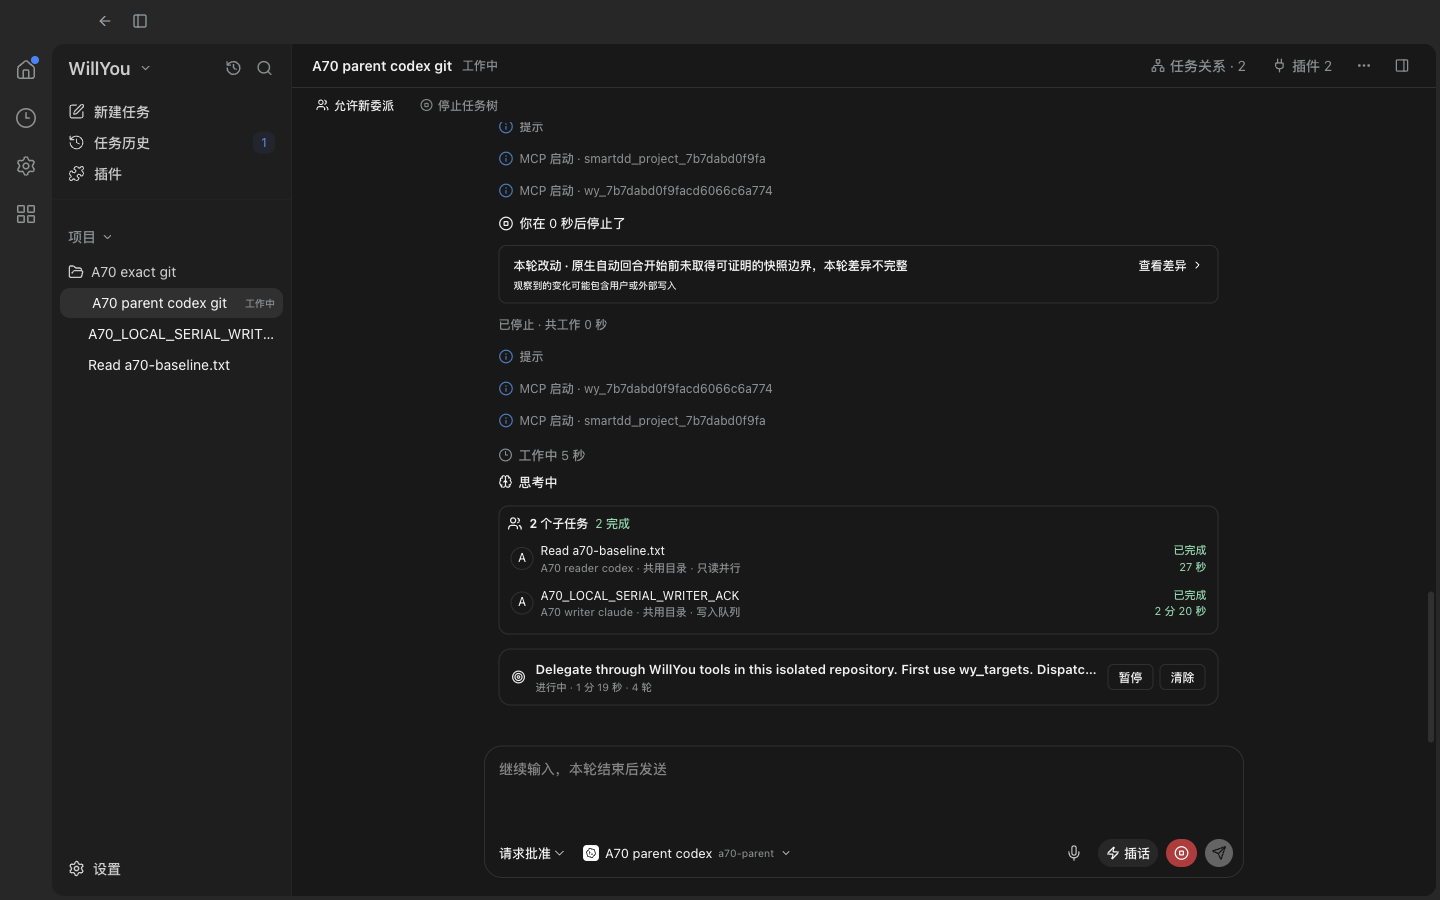 WillYou
新建任务
任务历史 1
插件
项目
A70 exact git
A70 parent codex git 工作中
A70_LOCAL_SERIAL_WRIT...
Read a70-baseline.txt
设置
A70 parent codex git 工作中
任务关系 · 2 插件 2
允许新委派 停止任务树
提示
MCP 启动 · smartdd_project_7b7dabd0f9fa
MCP 启动 · wy_7b7dabd0f9facd6066c6a774
你在 0 秒后停止了
本轮改动 · 原生自动回合开始前未取得可证明的快照边界，本轮差异不完整 查看差异
观察到的变化可能包含用户或外部写入
已停止 · 共工作 0 秒
提示
MCP 启动 · wy_7b7dabd0f9facd6066c6a774
MCP 启动 · smartdd_project_7b7dabd0f9fa
工作中 5 秒
思考中
2 个子任务 2 完成
A Read a70-baseline.txt 已完成
A70 reader codex · 共用目录 · 只读并行 27 秒
A A70_LOCAL_SERIAL_WRITER_ACK 已完成
A70 writer claude · 共用目录 · 写入队列 2 分 20 秒
Delegate through WillYou tools in this isolated repository. First use wy_targets. Dispatc...
进行中 · 1 分 19 秒 · 4 轮 暂停 清除
继续输入，本轮结束后发送
请求批准 A70 parent codex a70-parent 插话